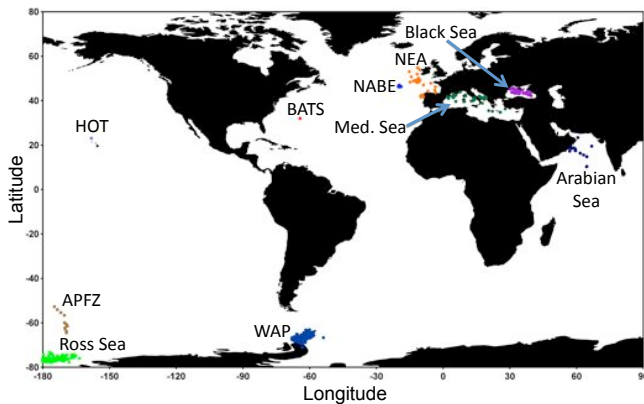 80
60
40
20
0
-20
-40
-60
-80
Latitude
Black Sea
NEA
NABE
BATS
Med. Sea
HOT
Arabian
Sea
APFZ
WAP
Ross Sea
-180 -150 -120 -90 -60 -30 0 30 60 90
Longitude